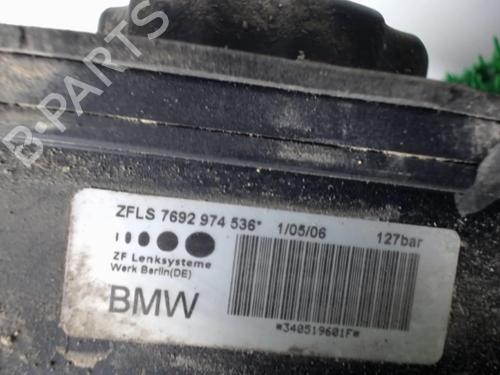 B-PARTS
ZFLS 7692 974 536* 1/05/06 127bar
ZF Lenksysteme
Werk Berlin(DE)
BMW
*340519601F*